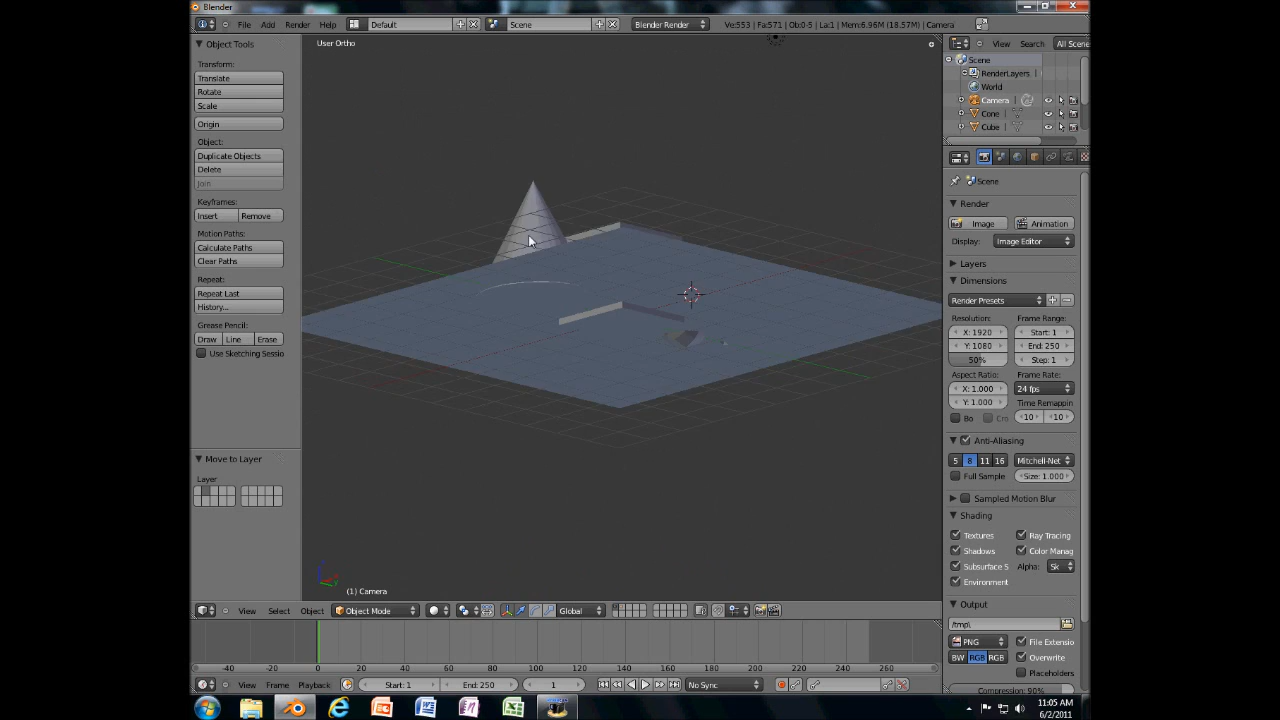 Blender
File Add Render Help Default Scene Blender Render Ve:553 | Fa:571 | Ob:0-5 | La:1 | Mem:6.96M (18.57M) | Camera
Object Tools
Transform:
Translate
Rotate
Scale
Origin
Object:
Duplicate Objects
Delete
Join
Keyframes:
Insert Remove
Motion Paths:
Calculate Paths
Clear Paths
Repeat:
Repeat Last
History...
Grease Pencil:
Draw Line Erase
Use Sketching Sessio
Move to Layer
Layer
User Ortho
(1) Camera
View Select Object Object Mode Global
View Search All Scene
Scene
RenderLayers
World
Camera
Cone
Cube
Scene
Render
Image Animation
Display: Image Editor
Layers
Dimensions
Render Presets
Resolution: Frame Range:
X: 1920 Start: 1
Y: 1080 End: 250
50% Step: 1
Aspect Ratio: Frame Rate:
X: 1.000 24 fps
Y: 1.000 Time Remappin
Bo Cro 10 10
Anti-Aliasing
5 8 11 16 Mitchell-Net
Full Sample Size: 1.000
Sampled Motion Blur
Shading
Textures Ray Tracing
Shadows Color Manag
Subsurface S Alpha: Sk
Environment
Output
/tmp\
PNG File Extensio
BW RGB RGB Overwrite
Placeholders
Compression: 90%
-40 -20 0 20 40 60 80 100 120 140 160 180 200 220 240 260
View Frame Playback Start: 1 End: 250 1 No Sync
11:05 AM
6/2/2011